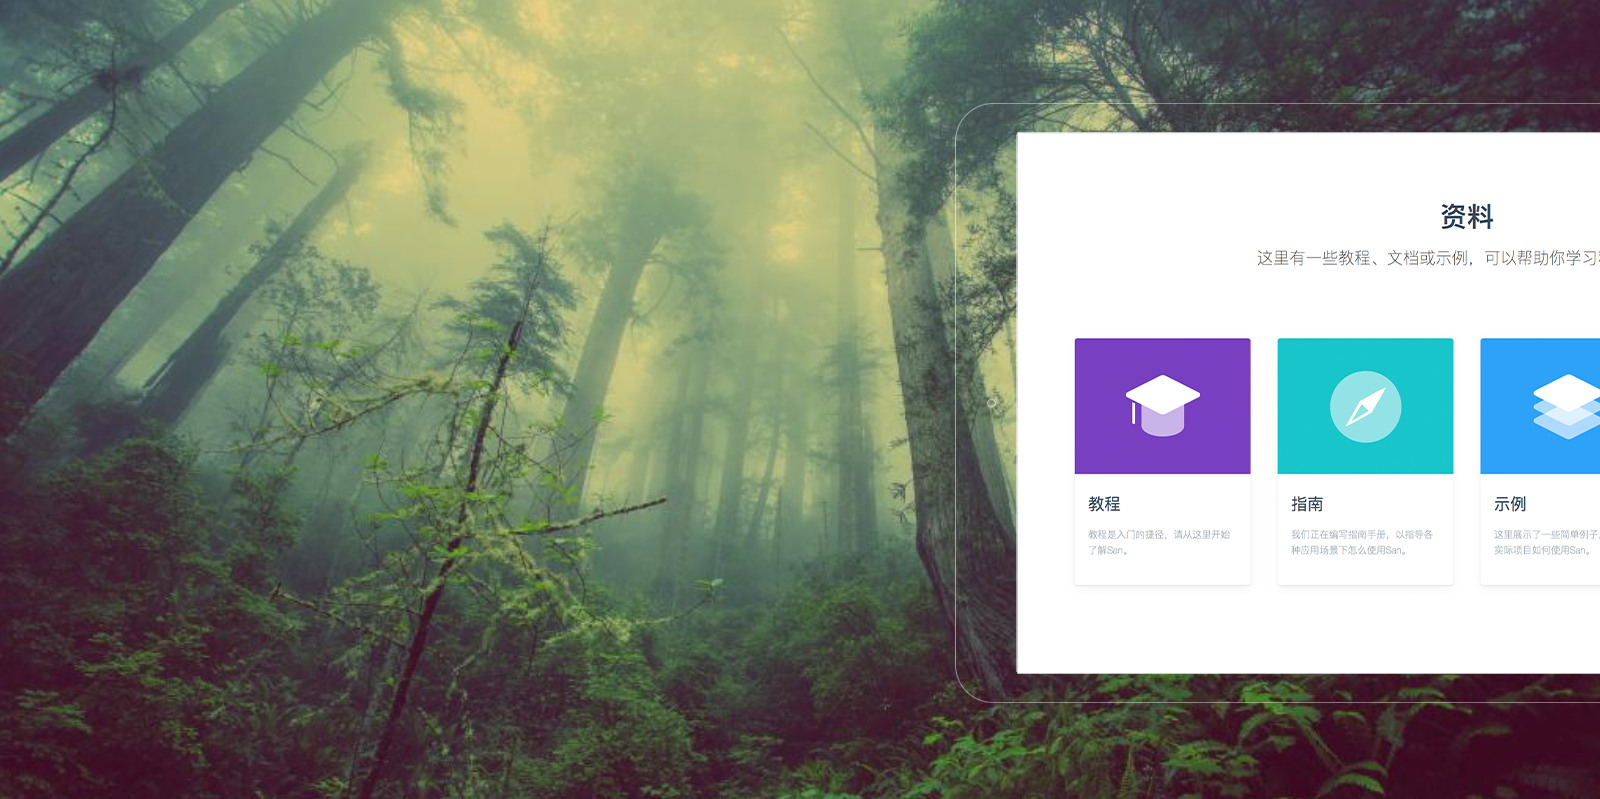 资料
这里有一些教程、文档或示例，可以帮助你学习
教程
教程是入门的捷径，请从这里开始
了解San。
指南
我们正在编写指南手册，以指导各
种应用场景下怎么使用San。
示例
这里展示了一些简单例子，
实际项目如何使用San。